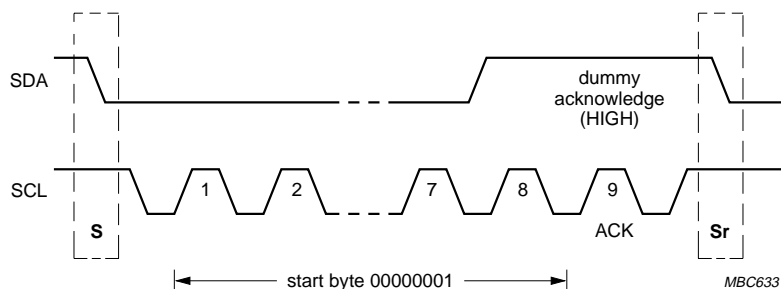 SDA
dummy
acknowledge
(HIGH)
SCL
1
2
7
8
9
S
ACK
Sr
start byte 00000001
MBC633